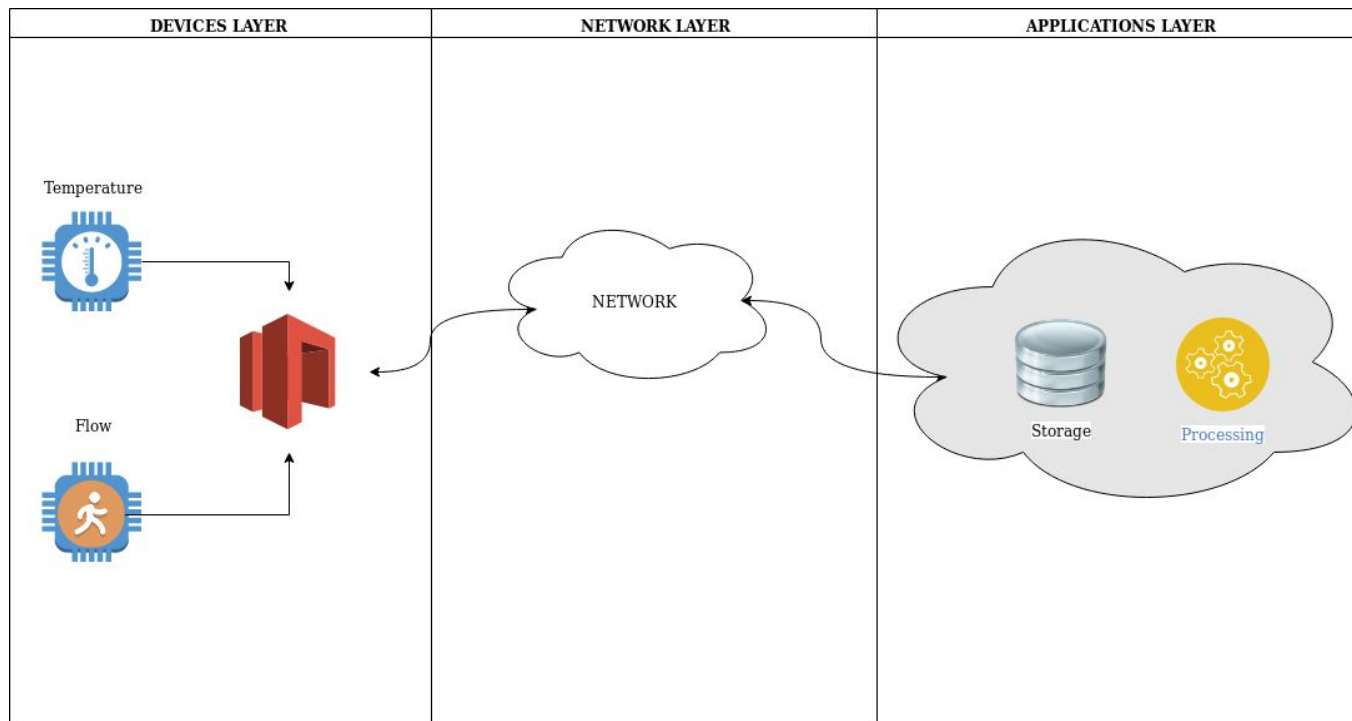 DEVICES LAYER
NETWORK LAYER
APPLICATIONS LAYER
Temperature
NETWORK
Flow
Storage
Processing